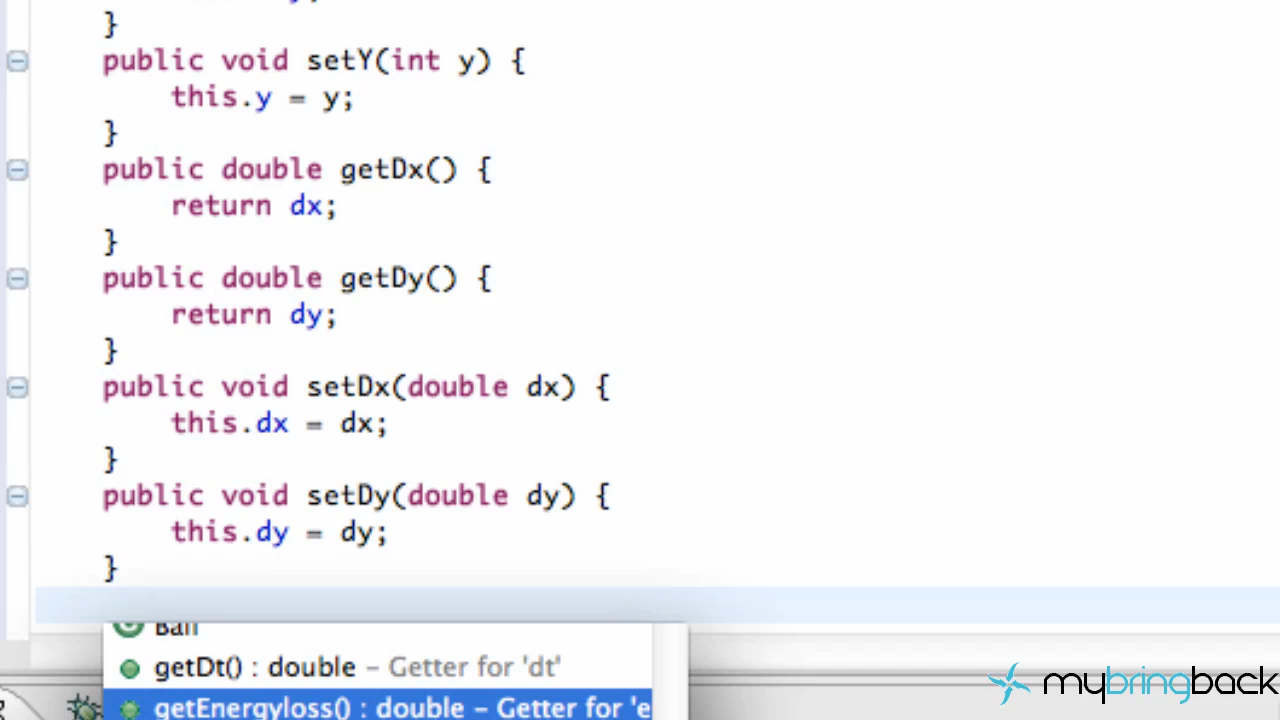 }
public void setY(int y) {
this.y = y;
}
public double getDx() {
return dx;
}
public double getDy() {
return dy;
}
public void setDx(double dx) {
this.dx = dx;
}
public void setDy(double dy) {
this.dy = dy;
}
Ball
getDt() : double – Getter for 'dt'
getEnergyloss() : double – Getter for 'e
mybringback